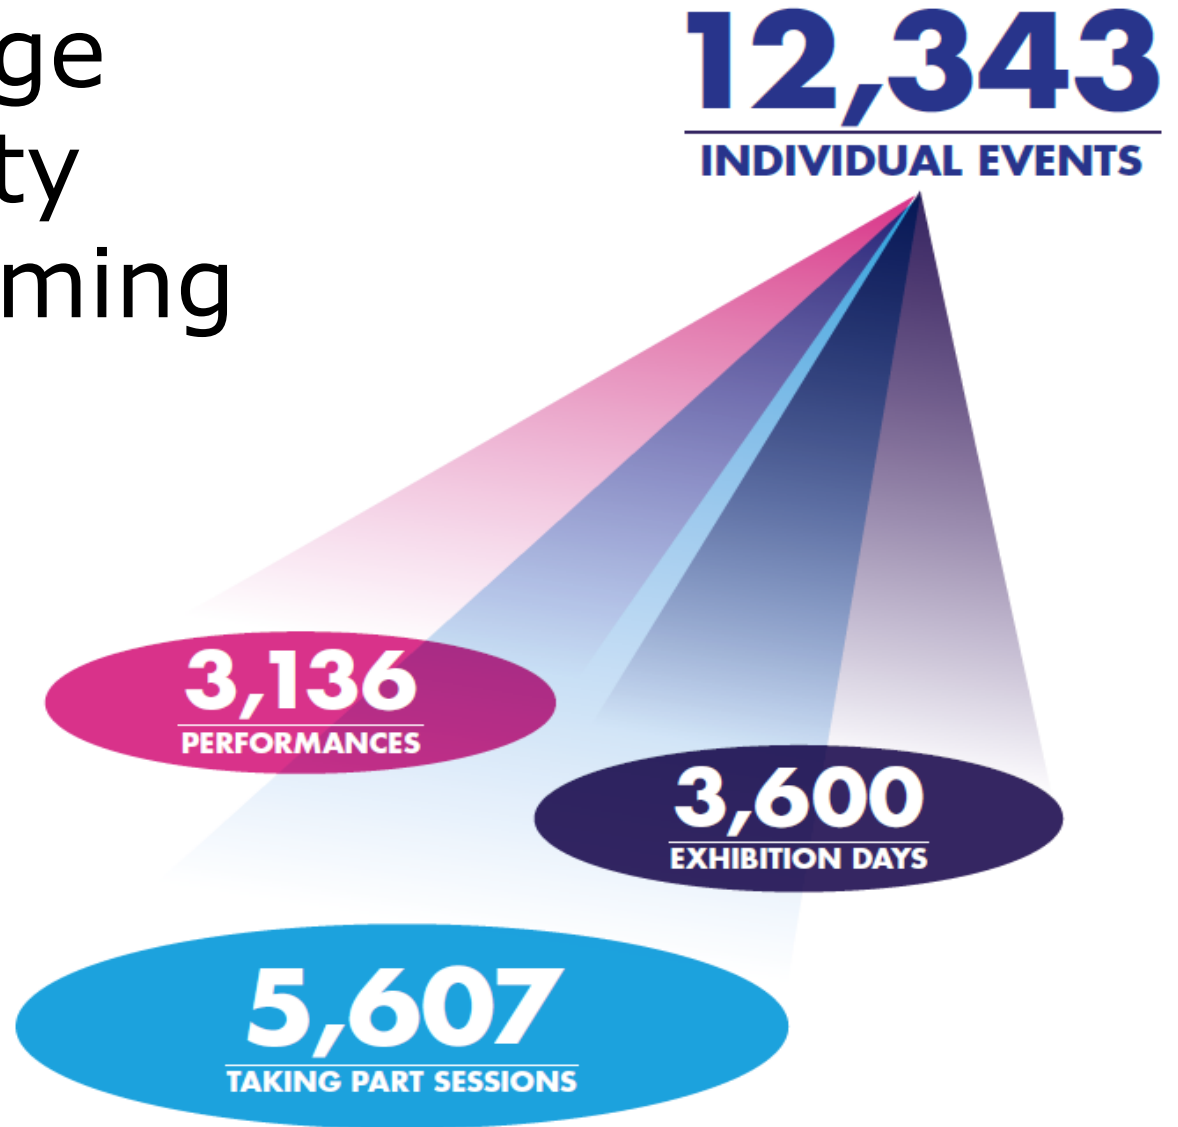 ge
ty
ming
12,343
INDIVIDUAL EVENTS
3,136
PERFORMANCES
3,600
EXHIBITION DAYS
5,607
TAKING PART SESSIONS